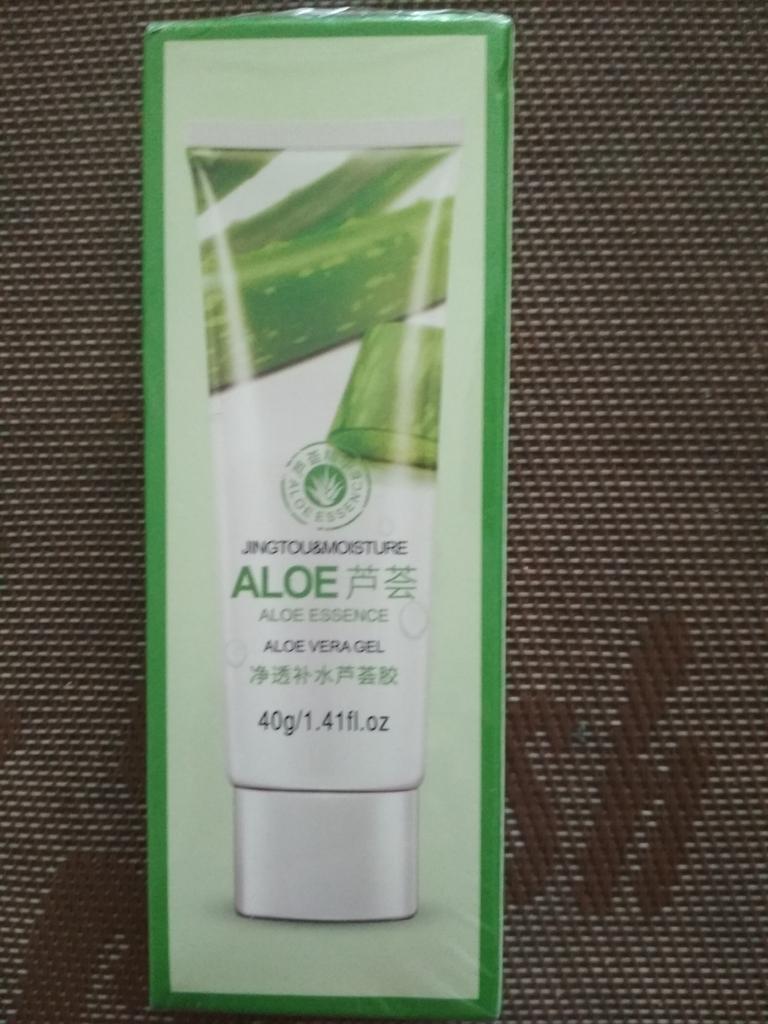 ALOE ESSENCE
JINGTOU&MOISTURE
ALOE 芦荟
ALOE ESSENCE
ALOE VERA GEL
净透补水芦荟胶
40g/1.41fl.oz